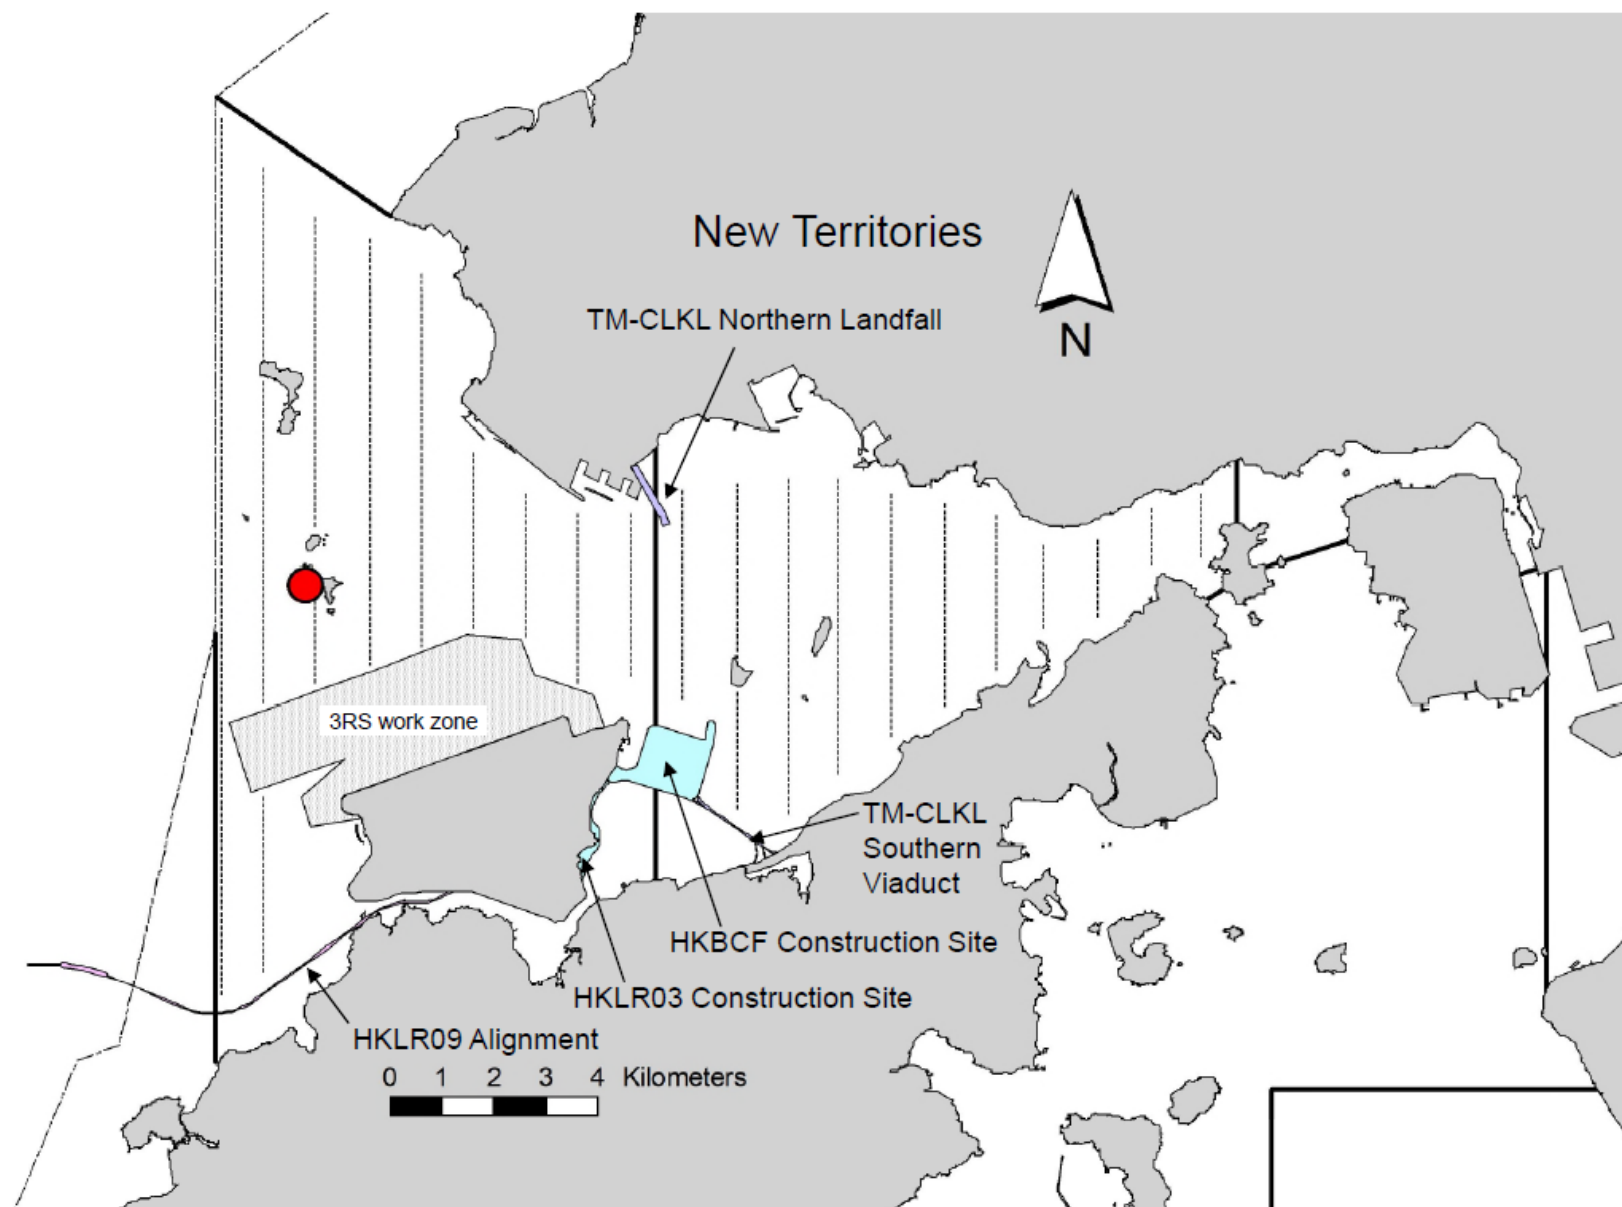 New Territories
TM-CLKL Northern Landfall
N
3RS work zone
TM-CLKL
Southern
Viaduct
HKBCF Construction Site
HKLR03 Construction Site
HKLR09 Alignment
0 1 2 3 4 Kilometers